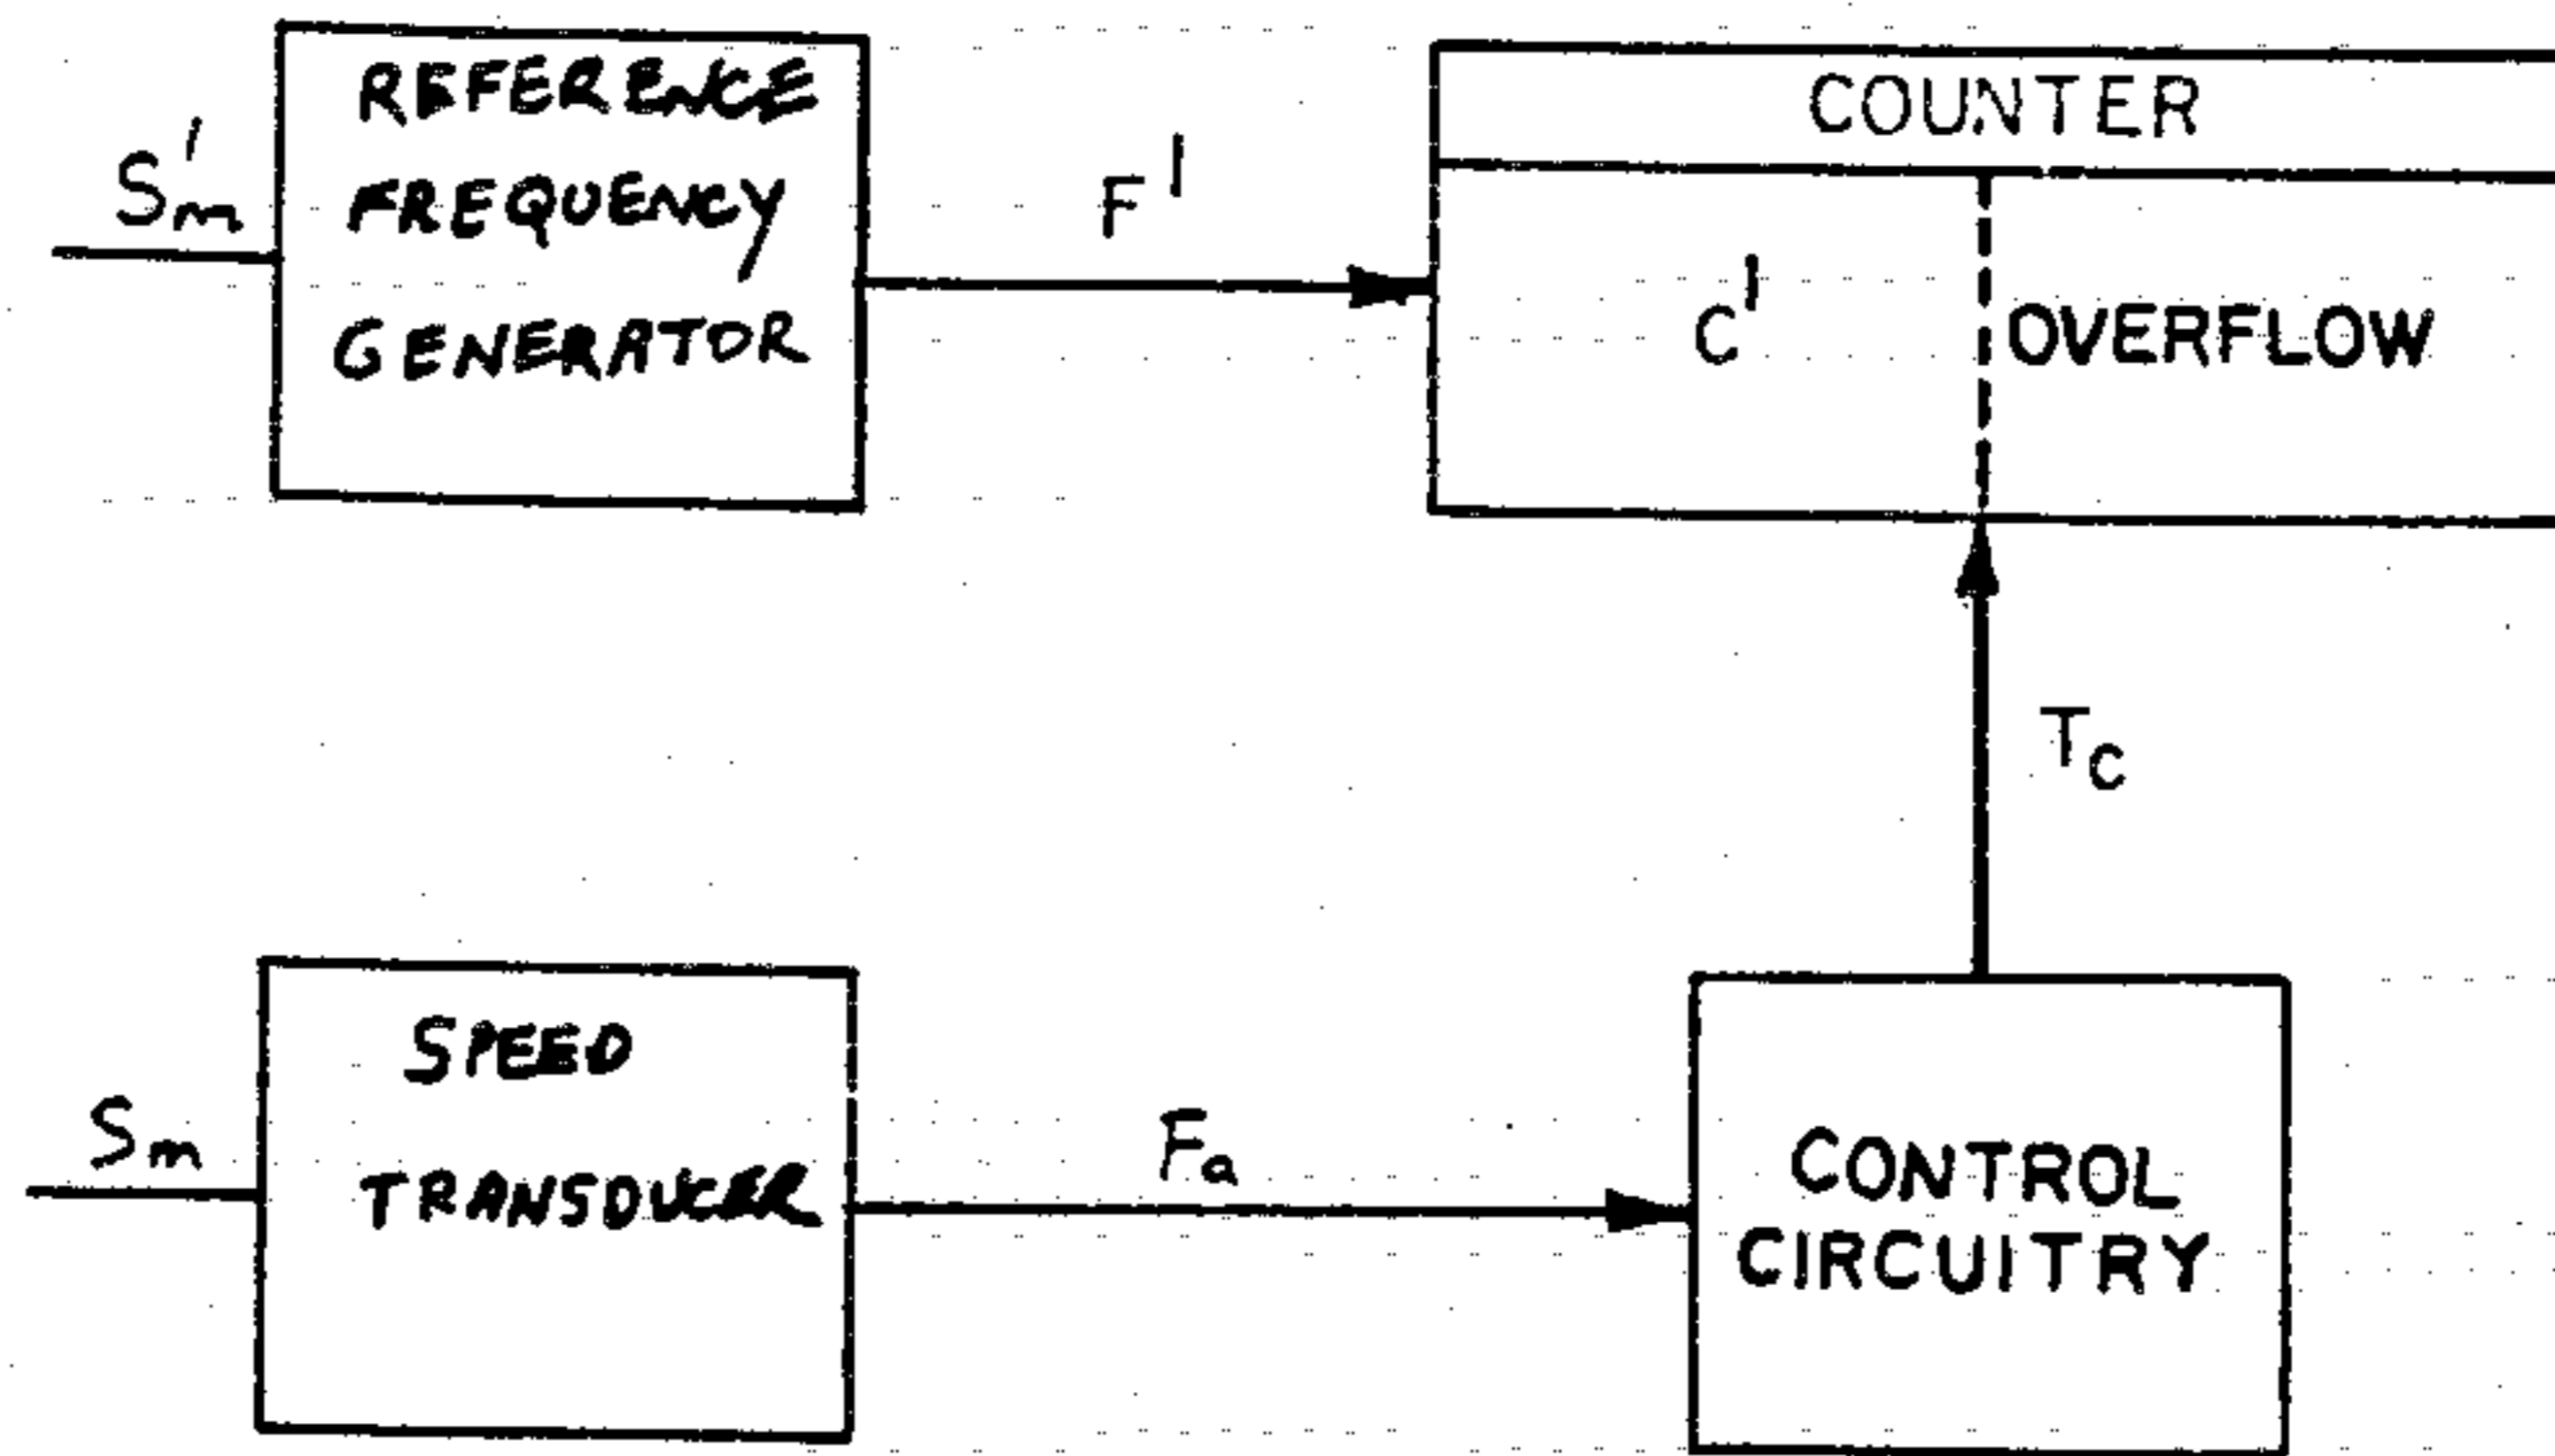 S'm
REFERENCE
FREQUENCY
GENERATOR
F'
COUNTER
C'
OVERFLOW
Tc
Sm
SPEED
TRANSDUCER
Fa
CONTROL
CIRCUITRY